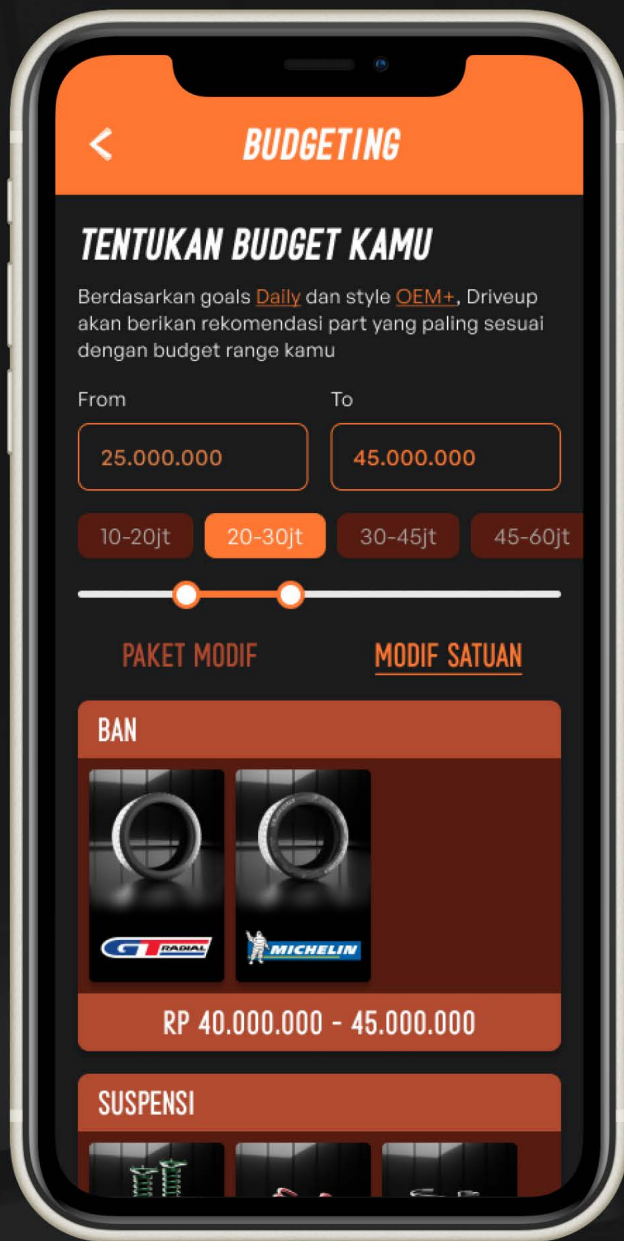 BUDGETING
TENTUKAN BUDGET KAMU
Berdasarkan goals Daily dan style OEM+, Driveup
akan berikan rekomendasi part yang paling sesuai
dengan budget range kamu
From To
25.000.000 45.000.000
10-20jt 20-30jt 30-45jt 45-60jt
PAKET MODIF MODIF SATUAN
BAN
GT RADIAL MICHELIN
RP 40.000.000 - 45.000.000
SUSPENSI